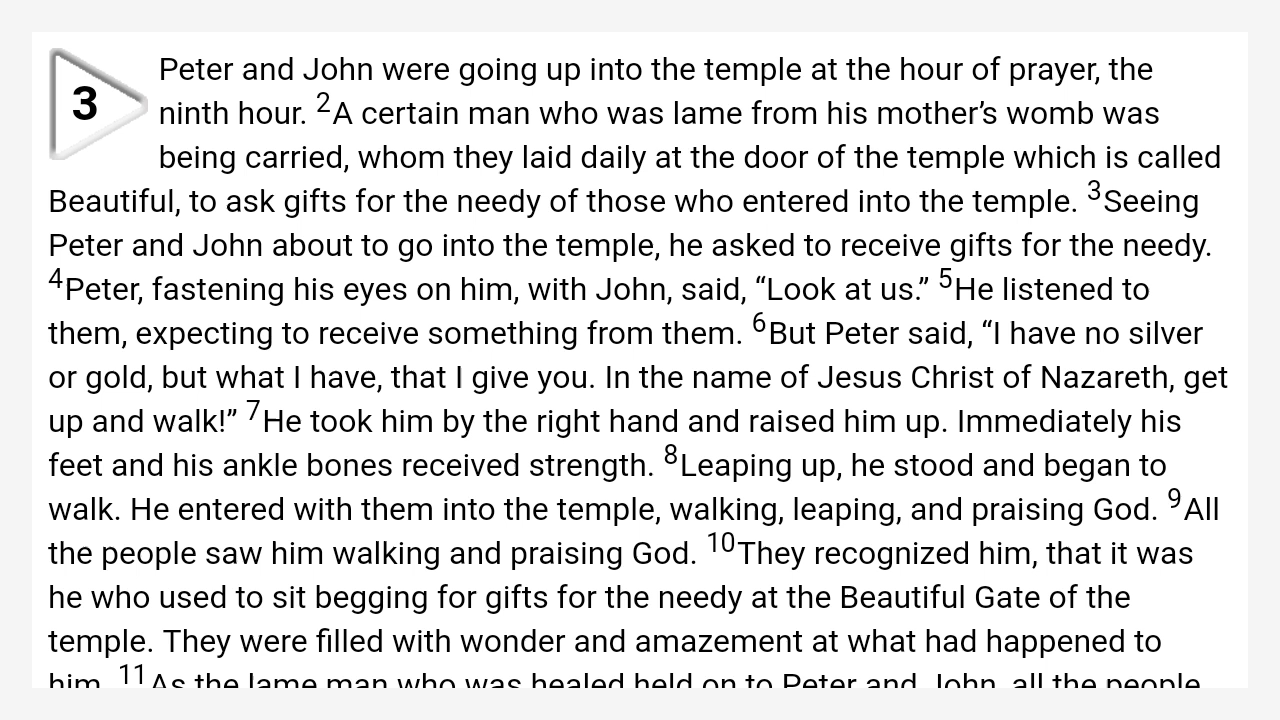 3 Peter and John were going up into the temple at the hour of prayer, the
ninth hour. 2A certain man who was lame from his mother’s womb was
being carried, whom they laid daily at the door of the temple which is called
Beautiful, to ask gifts for the needy of those who entered into the temple. 3Seeing
Peter and John about to go into the temple, he asked to receive gifts for the needy.
4Peter, fastening his eyes on him, with John, said, “Look at us.” 5He listened to
them, expecting to receive something from them. 6But Peter said, “I have no silver
or gold, but what I have, that I give you. In the name of Jesus Christ of Nazareth, get
up and walk!” 7He took him by the right hand and raised him up. Immediately his
feet and his ankle bones received strength. 8Leaping up, he stood and began to
walk. He entered with them into the temple, walking, leaping, and praising God. 9All
the people saw him walking and praising God. 10They recognized him, that it was
he who used to sit begging for gifts for the needy at the Beautiful Gate of the
temple. They were filled with wonder and amazement at what had happened to
him. 11As the lame man who was healed held on to Peter and John, all the people